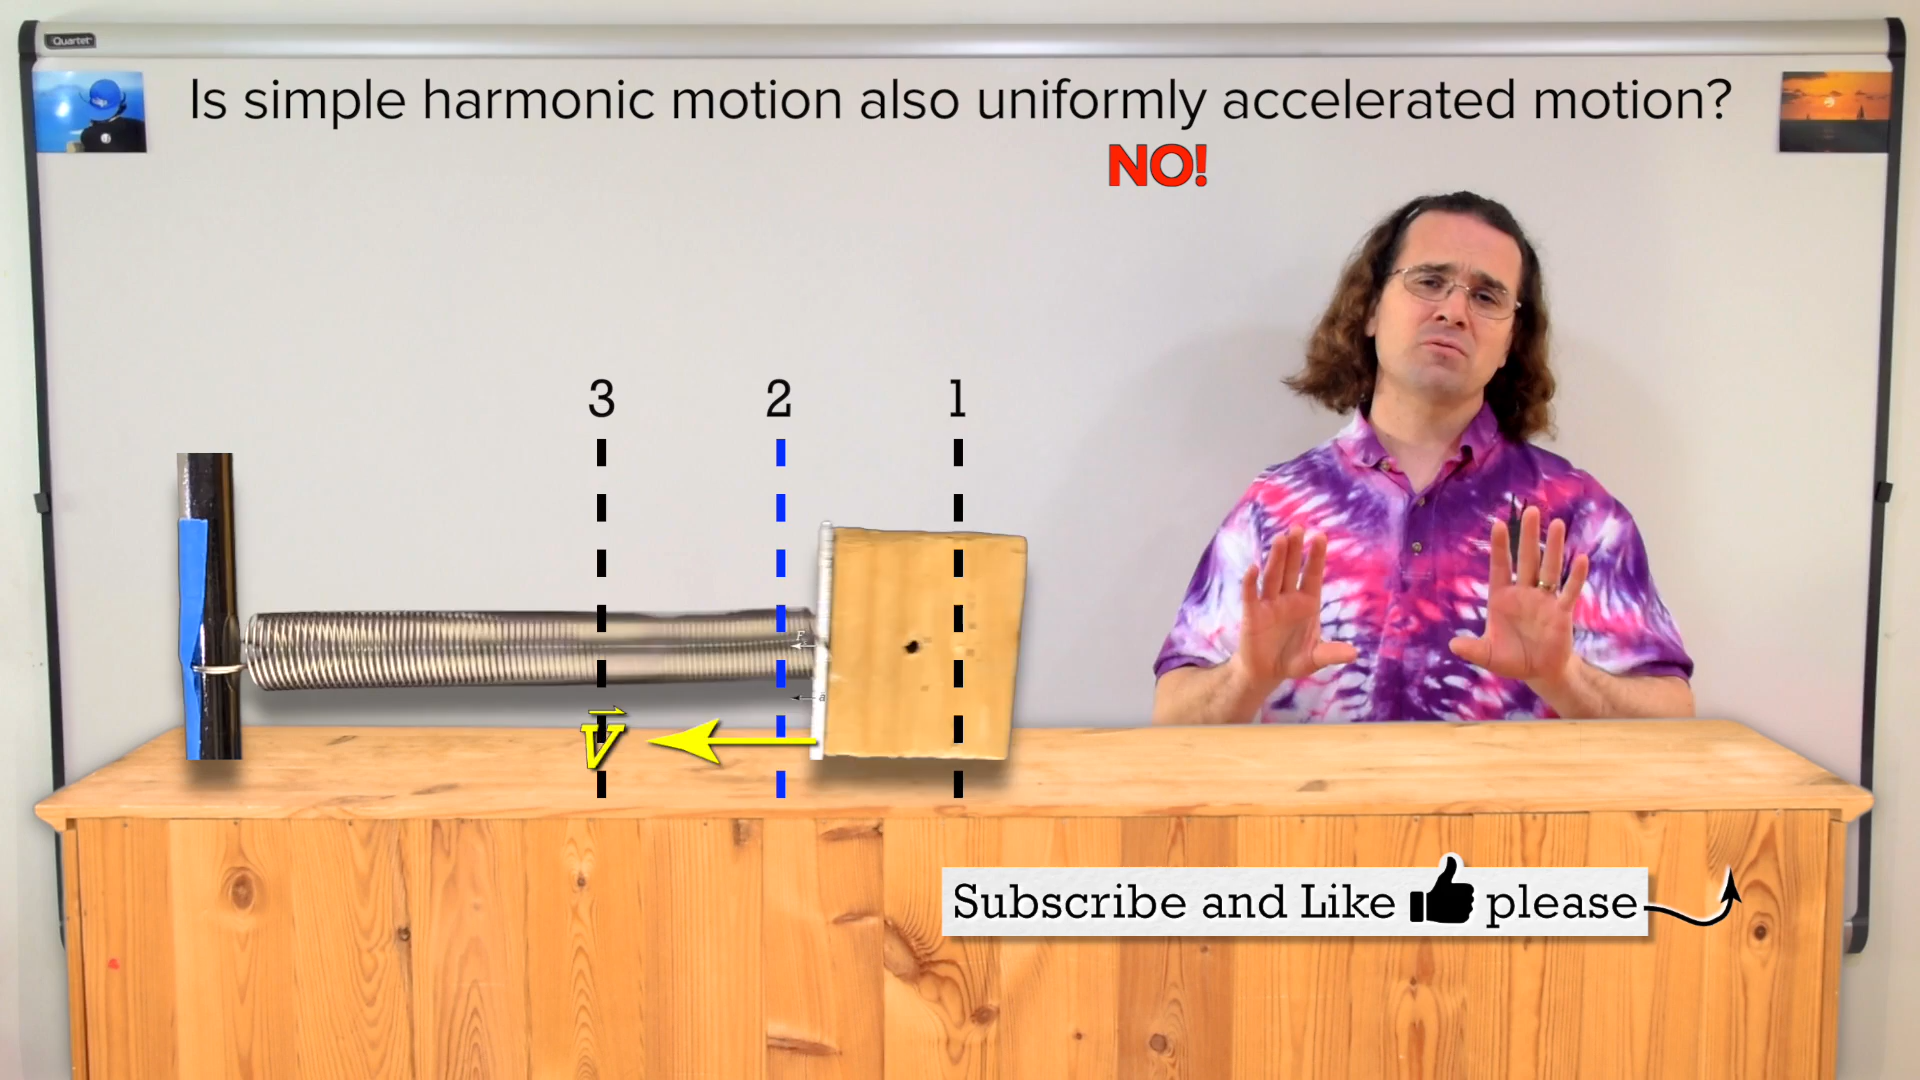 Quartet
Is simple harmonic motion also uniformly accelerated motion?
NO!
3 2 1
F
a
V
Subscribe and Like please